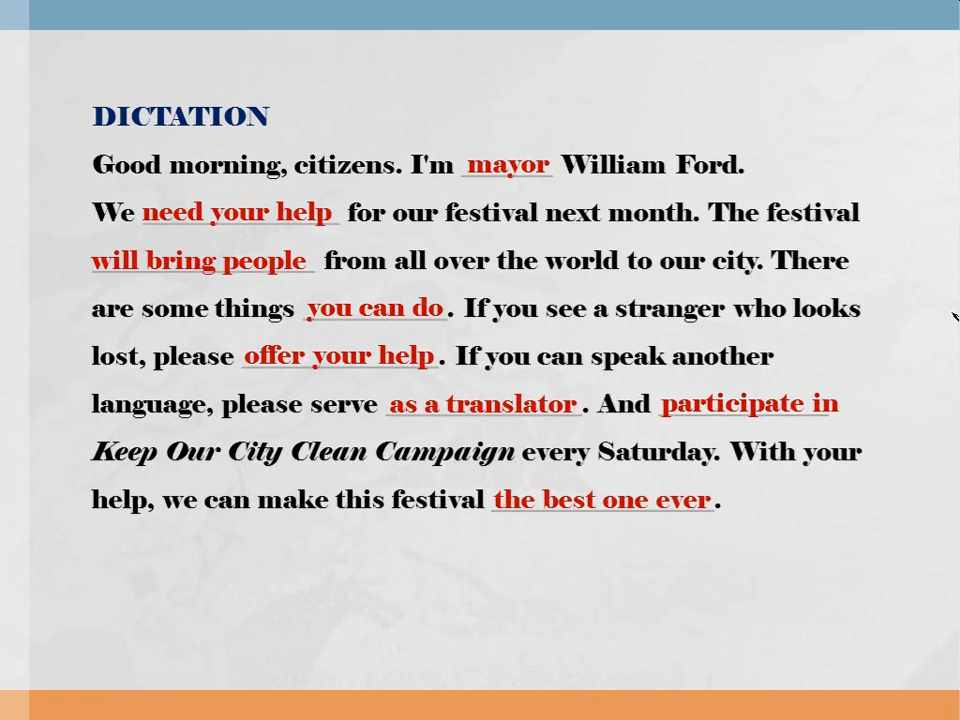 DICTATION
Good morning, citizens. I'm mayor William Ford.
We need your help for our festival next month. The festival
will bring people from all over the world to our city. There
are some things you can do. If you see a stranger who looks
lost, please offer your help. If you can speak another
language, please serve as a translator. And participate in
Keep Our City Clean Campaign every Saturday. With your
help, we can make this festival the best one ever.